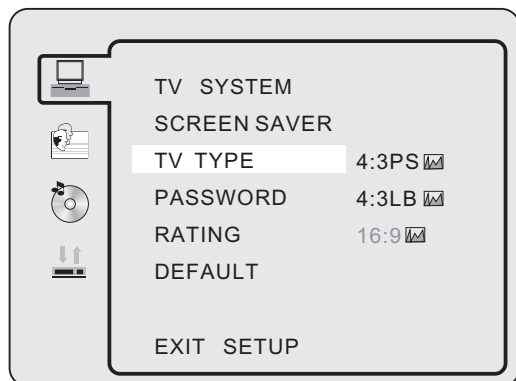 TV SYSTEM
SCREEN SAVER
TV TYPE 4:3PS
PASSWORD 4:3LB
RATING 16:9
DEFAULT
EXIT SETUP